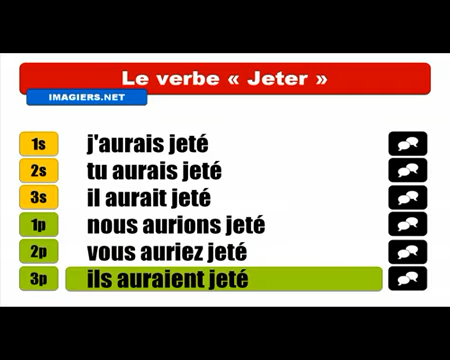 Le verbe « Jeter »
IMAGIERS.NET
1s j'aurais jeté
2s tu aurais jeté
3s il aurait jeté
1p nous aurions jeté
2p vous auriez jeté
3p ils auraient jeté